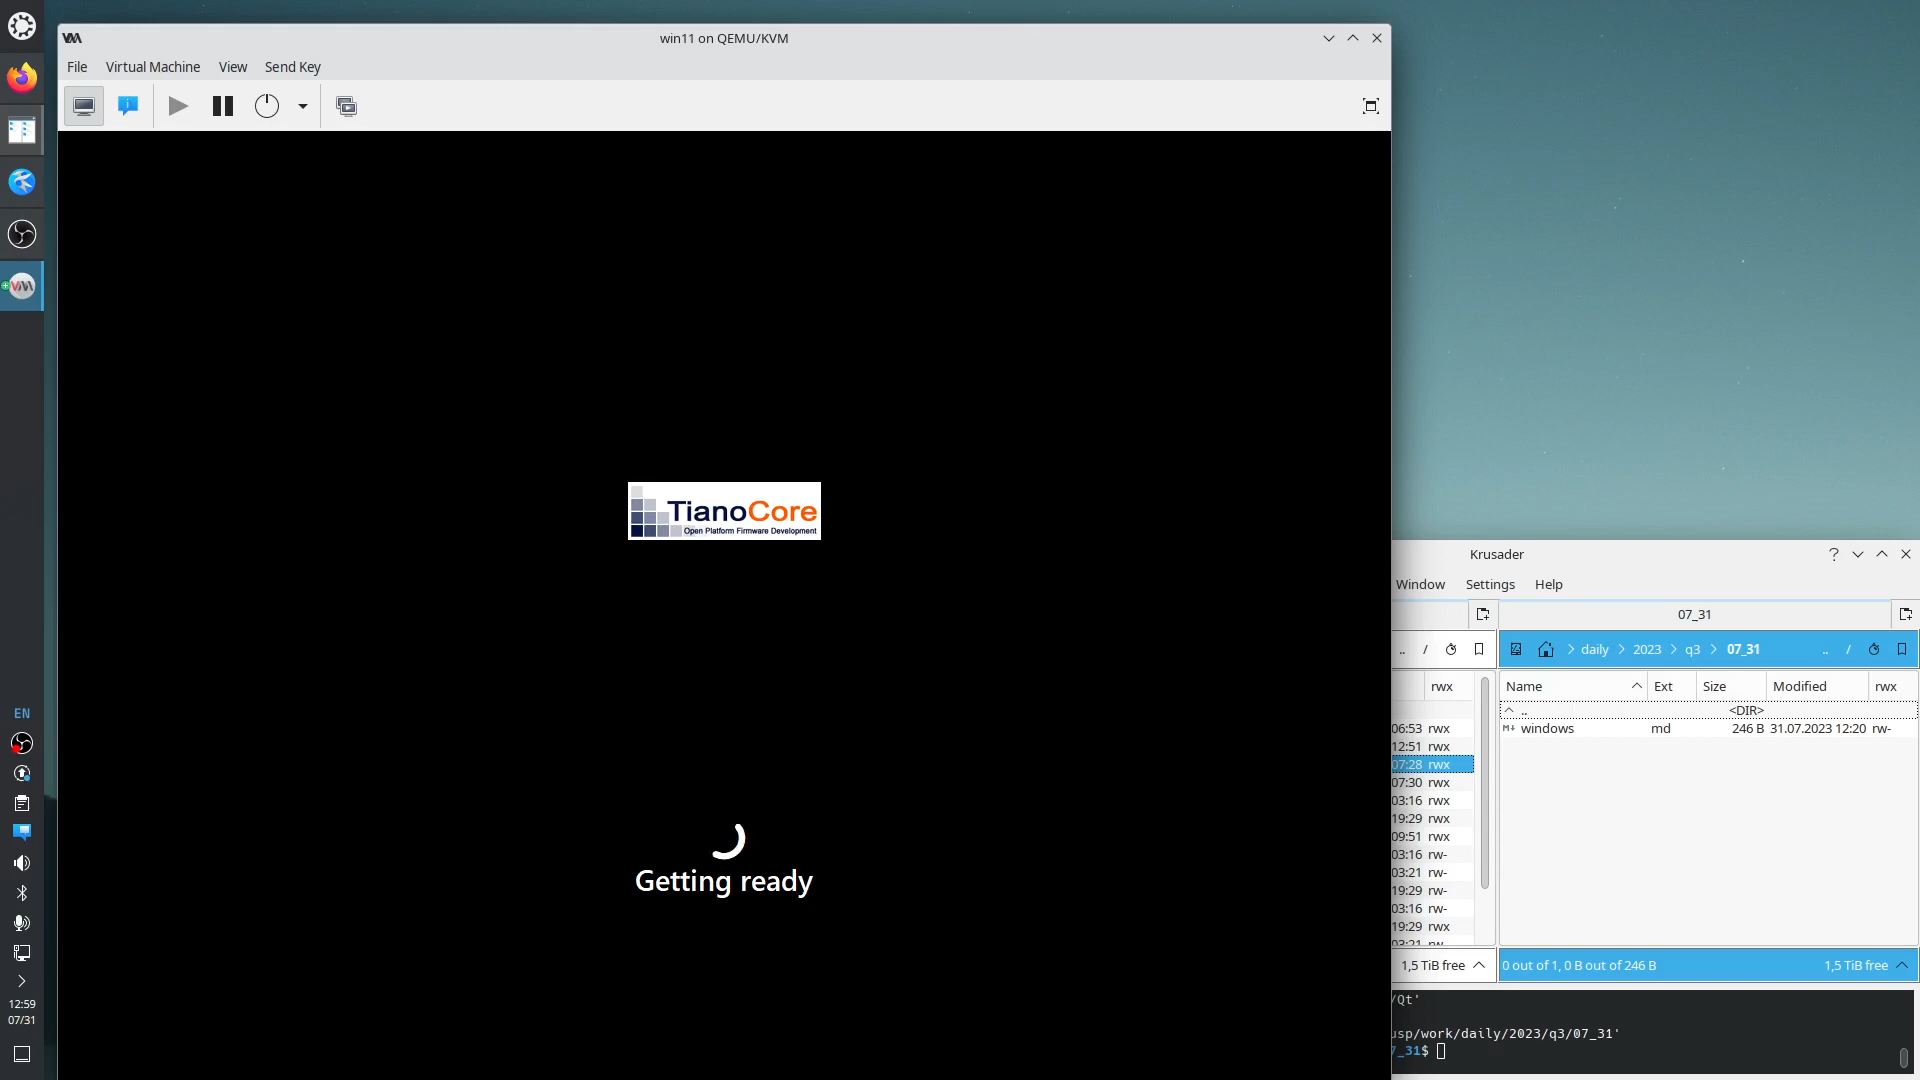 win11 on QEMU/KVM
File Virtual Machine View Send Key
TianoCore
Open Platform Firmware Development
Getting ready
Krusader
Window Settings Help
07_31
.. /
> daily > 2023 > q3 > 07_31 .. /
rwx
Name Ext Size Modified rwx
.. <DIR>
windows md 246 B 31.07.2023 12:20 rw-
06:53 rwx
12:51 rwx
07:28 rwx
07:30 rwx
03:16 rwx
19:29 rwx
09:51 rwx
03:16 rw-
03:21 rw-
19:29 rw-
03:16 rw-
19:29 rwx
03:21 rw-
1,5 TiB free
0 out of 1, 0 B out of 246 B 1,5 TiB free
/Qt'
usp/work/daily/2023/q3/07_31'
7_31$
EN
12:59
07/31